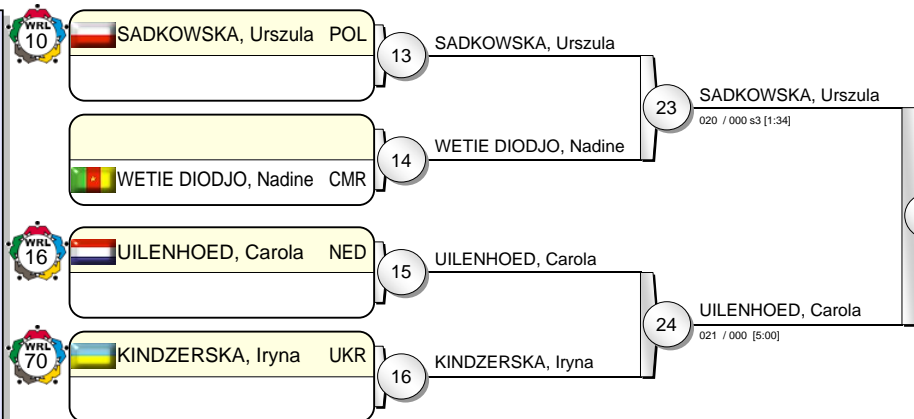 WRL
10
SADKOWSKA, Urszula POL
13
SADKOWSKA, Urszula
23
SADKOWSKA, Urszula
020 / 000 s3 [1:34]
14
WETIE DIODJO, Nadine
WETIE DIODJO, Nadine CMR
WRL
16
UILENHOED, Carola NED
15
UILENHOED, Carola
24
UILENHOED, Carola
021 / 000 [5:00]
WRL
70
KINDZERSKA, Iryna UKR
16
KINDZERSKA, Iryna